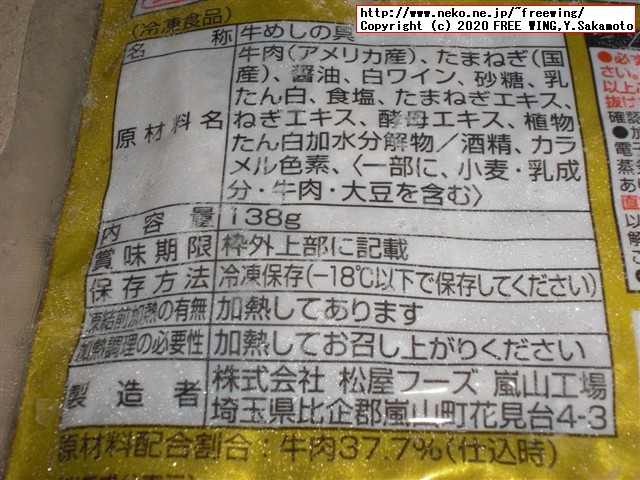 http://www.neko.ne.jp/~freewing/
Copyright (c) 2020 FREE WING,Y.Sakamoto
(冷凍食品)
名称 牛めしの具
原材料名 牛肉(アメリカ産)、たまねぎ(国
産)、醤油、白ワイン、砂糖、乳
たん白、食塩、たまねぎエキス、
ねぎエキス、酵母エキス、植物
たん白加水分解物/酒精、カラ
メル色素、〈一部に、小麦・乳成
分・牛肉・大豆を含む〉
内容量 138g
賞味期限 枠外上部に記載
保存方法 冷凍保存(-18℃以下で保存してください)
凍結前加熱の有無 加熱してあります
加熱調理の必要性 加熱してお召し上がりください
製造者 株式会社 松屋フーズ 嵐山工場
埼玉県比企郡嵐山町花見台4-3
原材料配合割合:牛肉37.7%(仕込時)